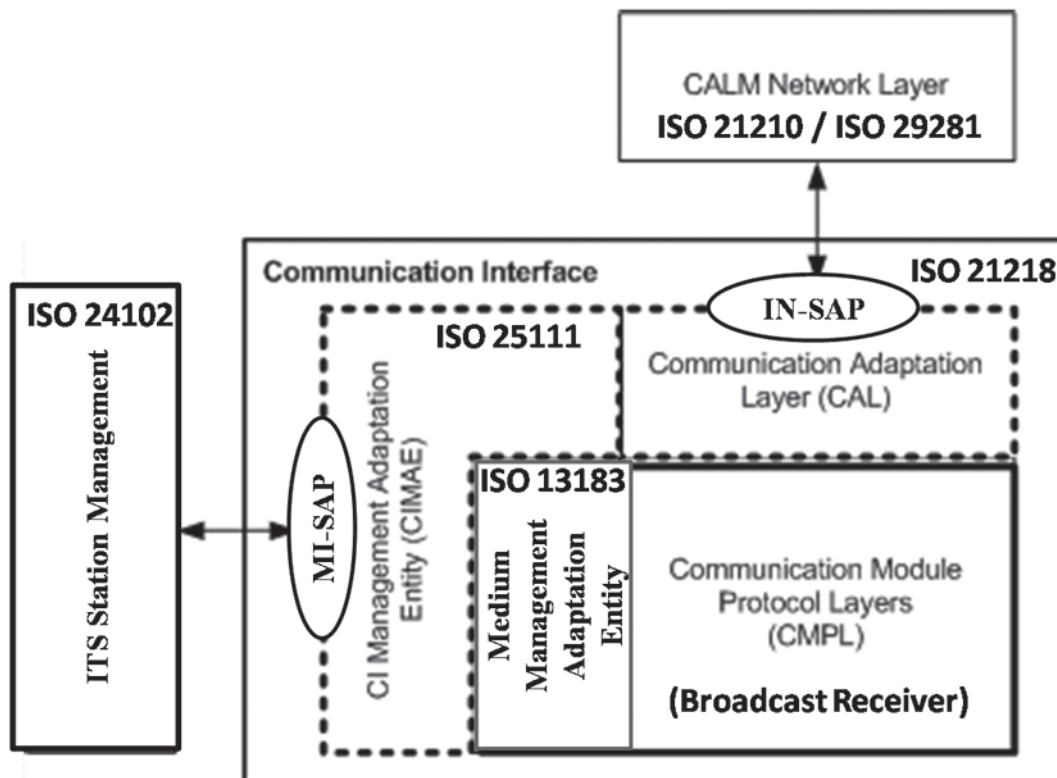 CALM Network Layer
ISO 21210 / ISO 29281
Communication Interface
ISO 21218
ISO 24102
ITS Station Management
MI-SAP
IN-SAP
ISO 25111
CI Management Adaptation
Entity (CIMAE)
Communication Adaptation
Layer (CAL)
ISO 13183
Medium
Management
Adaptation
Entity
Communication Module
Protocol Layers
(CMPL)
(Broadcast Receiver)